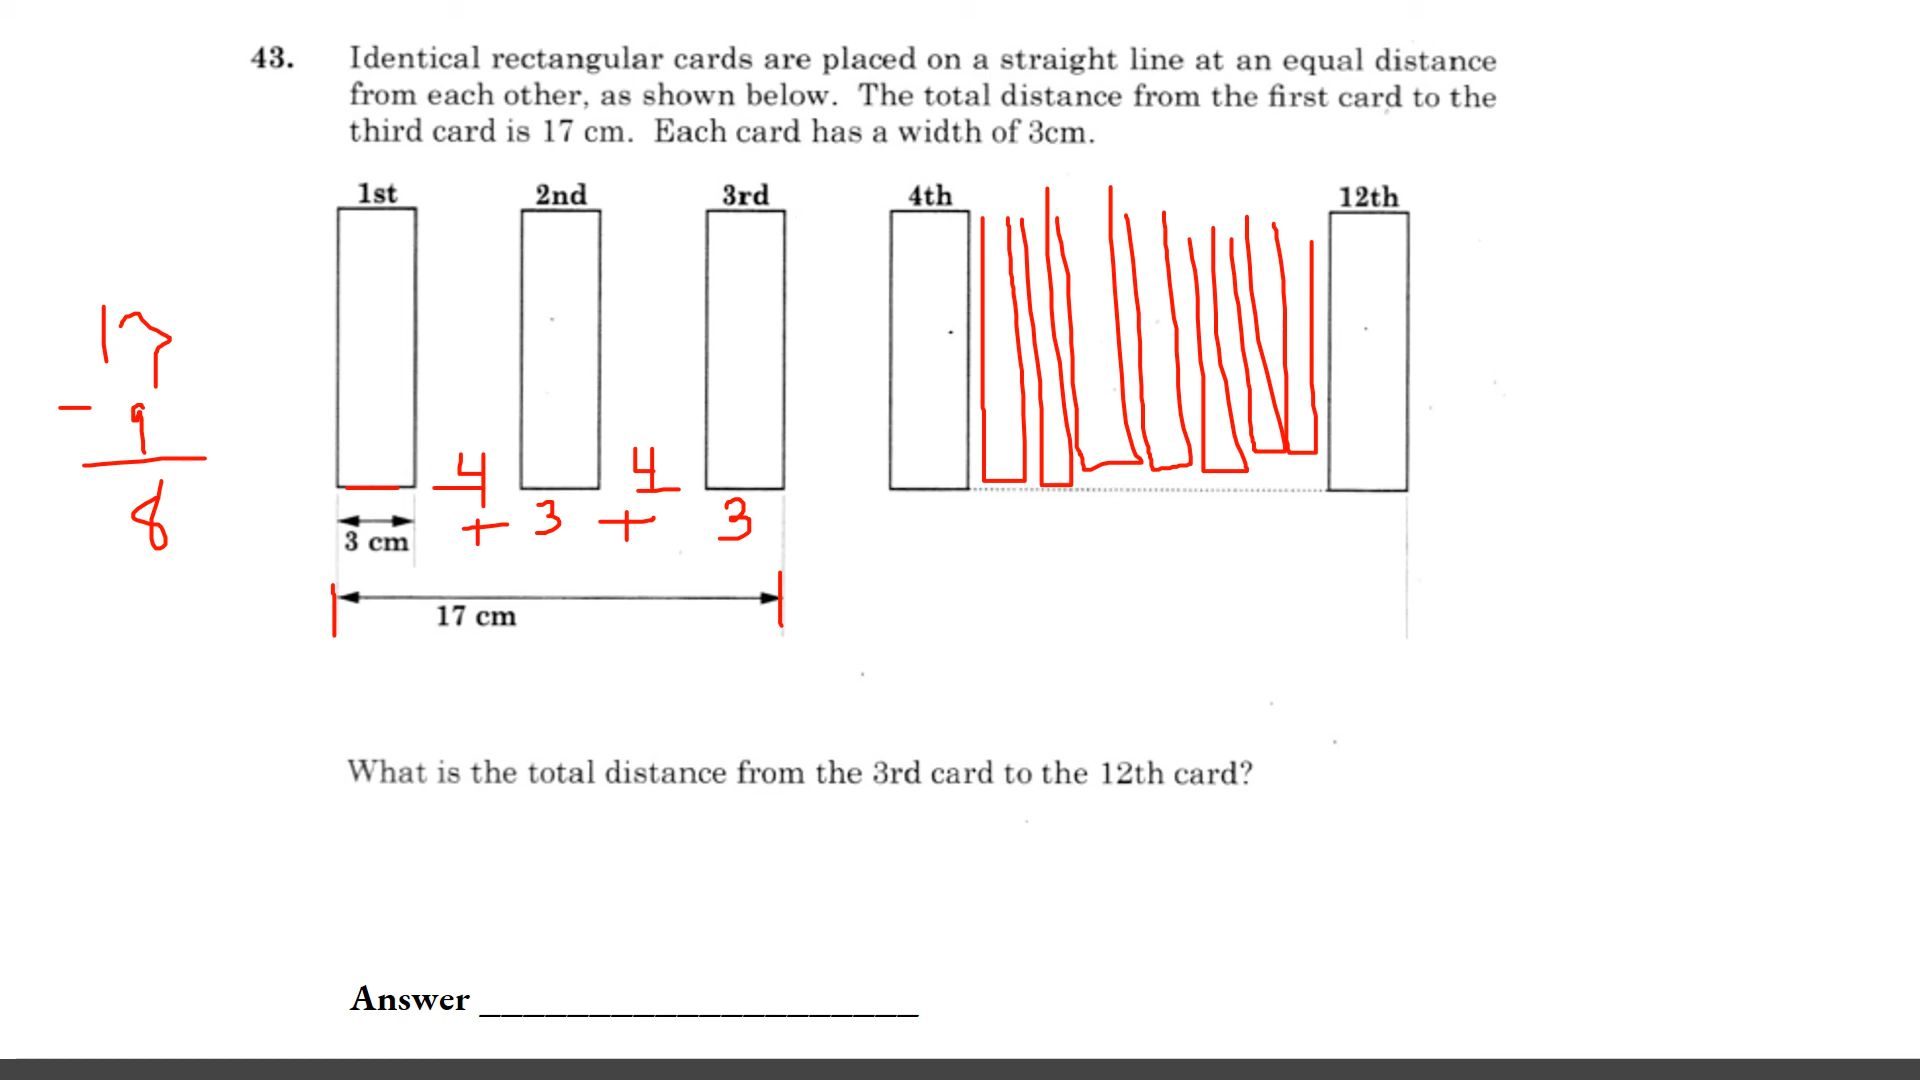 43. Identical rectangular cards are placed on a straight line at an equal distance
from each other, as shown below. The total distance from the first card to the
third card is 17 cm. Each card has a width of 3cm.
1st 2nd 3rd 4th 12th
17
- 9
8
4 4
+ 3 + 3
3 cm
17 cm
What is the total distance from the 3rd card to the 12th card?
Answer ____________________